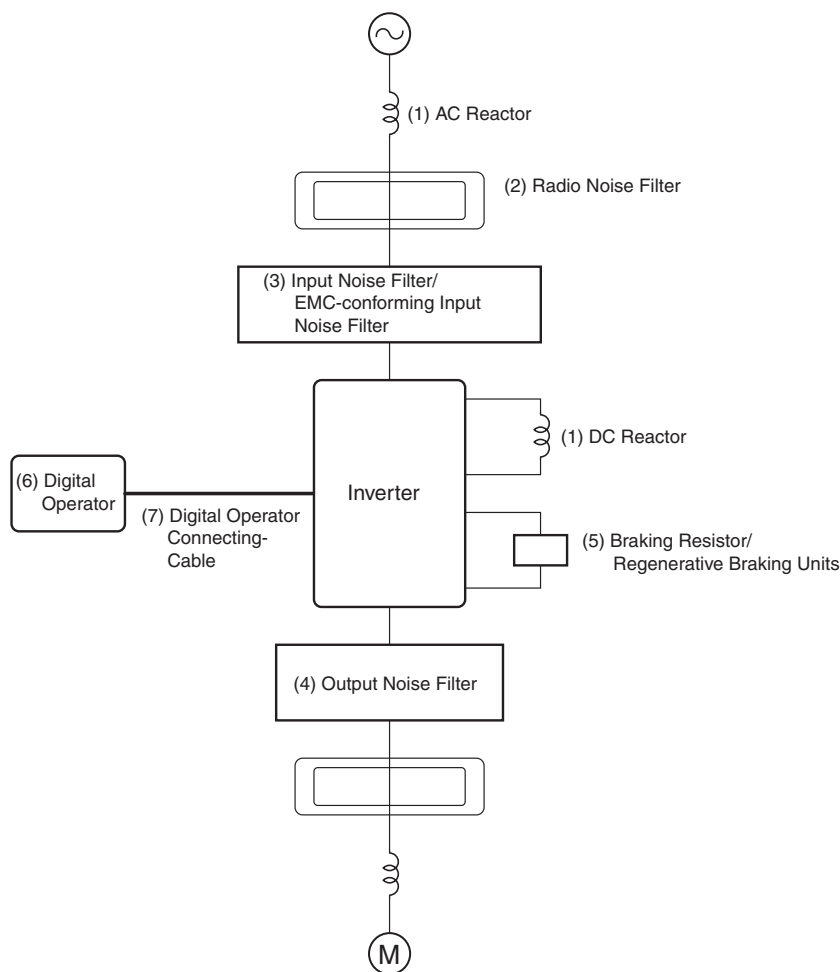 (1) AC Reactor
(2) Radio Noise Filter
(3) Input Noise Filter/
EMC-conforming Input
Noise Filter
(1) DC Reactor
Inverter
(6) Digital
Operator
(7) Digital Operator
Connecting-
Cable
(5) Braking Resistor/
Regenerative Braking Units
(4) Output Noise Filter
M